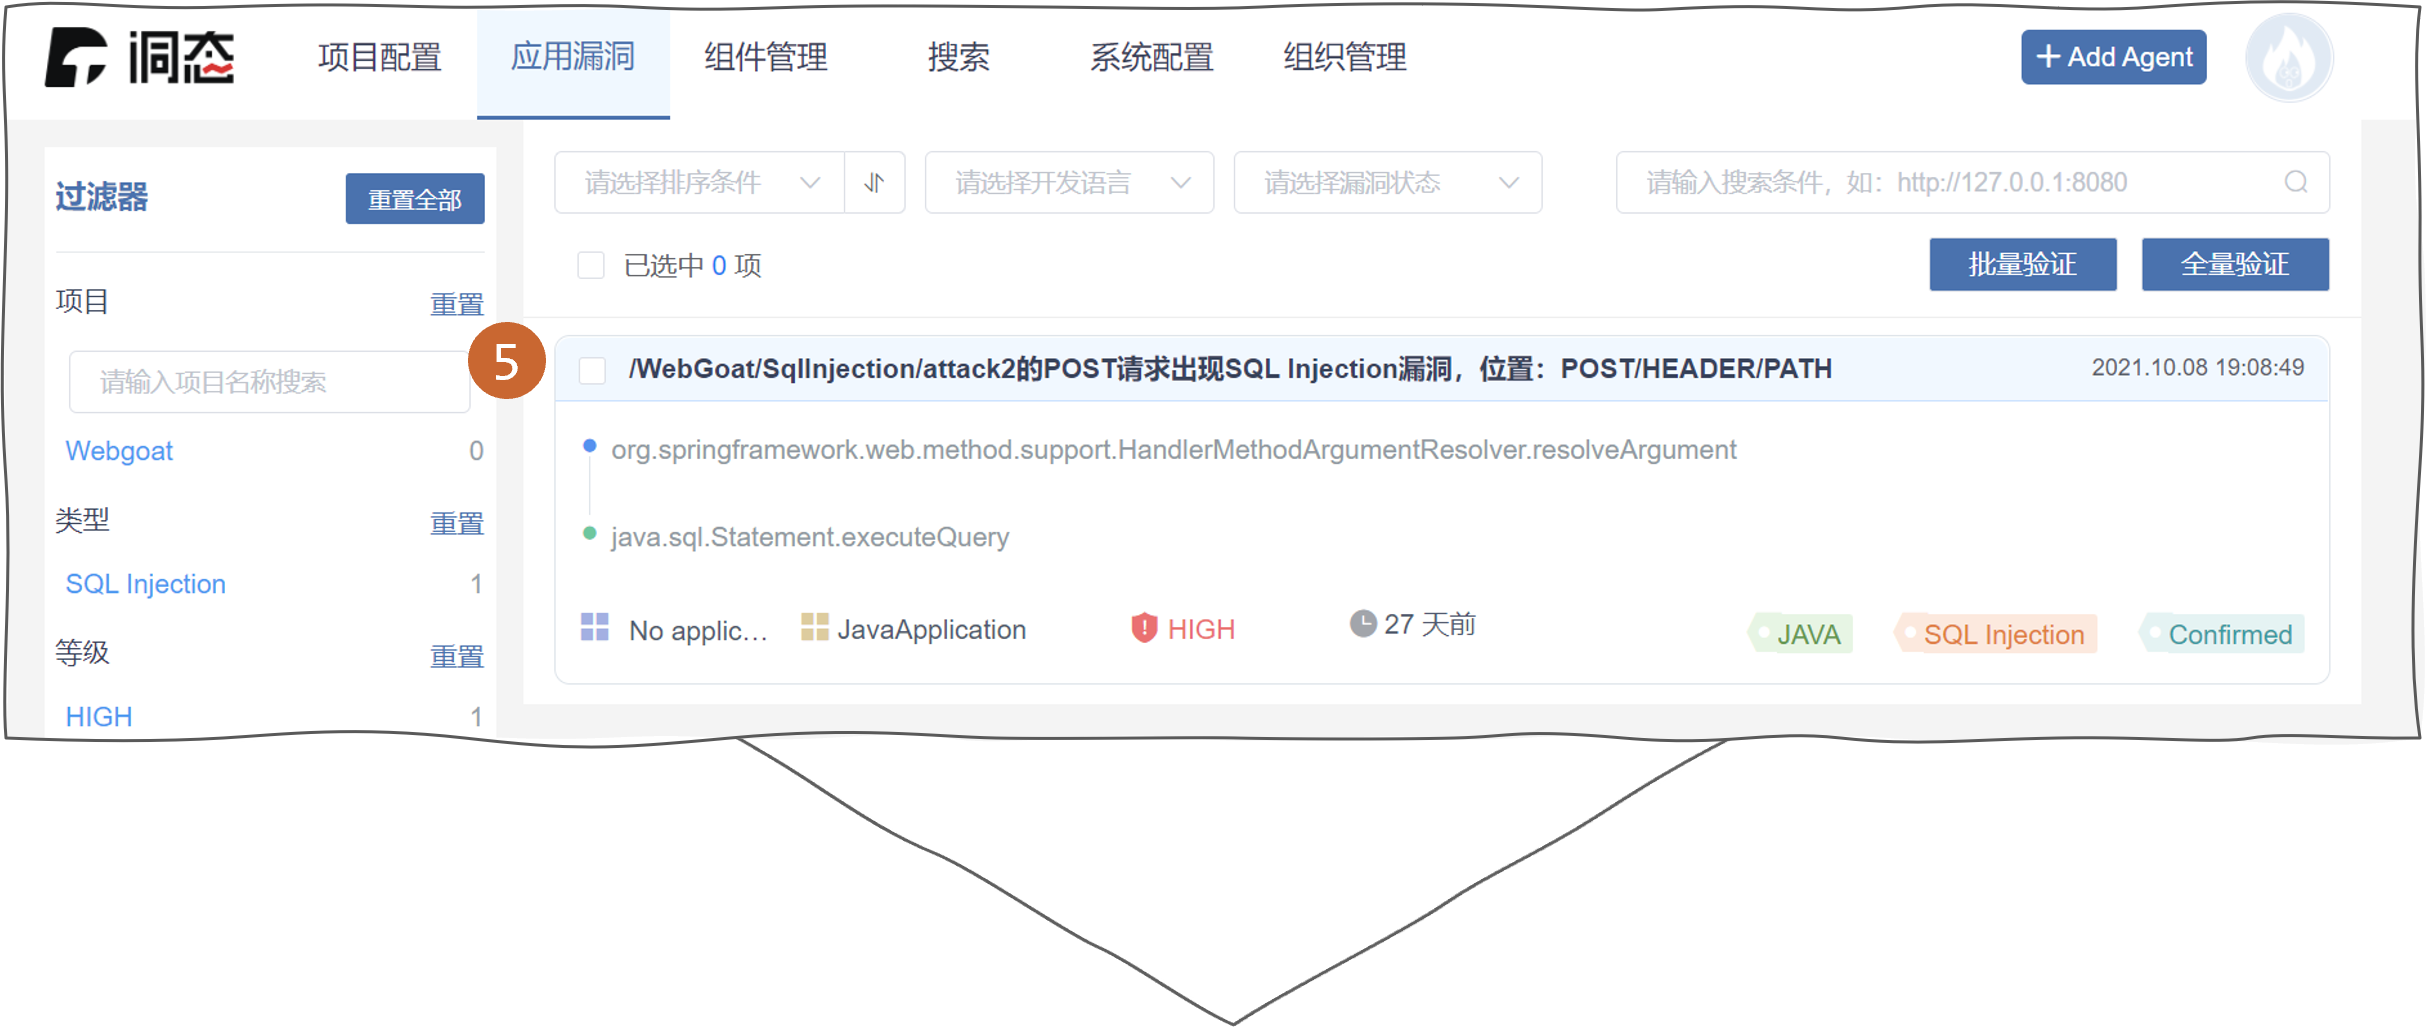 洞态
项目配置 应用漏洞 组件管理 搜索 系统配置 组织管理 + Add Agent
过滤器 重置全部
项目 重置
请输入项目名称搜索
Webgoat 0
类型 重置
SQL Injection 1
等级 重置
HIGH 1
请选择排序条件 请选择开发语言 请选择漏洞状态 请输入搜索条件，如：http://127.0.0.1:8080
已选中 0 项 批量验证 全量验证
5
/WebGoat/SqlInjection/attack2的POST请求出现SQL Injection漏洞，位置：POST/HEADER/PATH 2021.10.08 19:08:49
org.springframework.web.method.support.HandlerMethodArgumentResolver.resolveArgument
java.sql.Statement.executeQuery
No applic... JavaApplication HIGH 27 天前 JAVA SQL Injection Confirmed